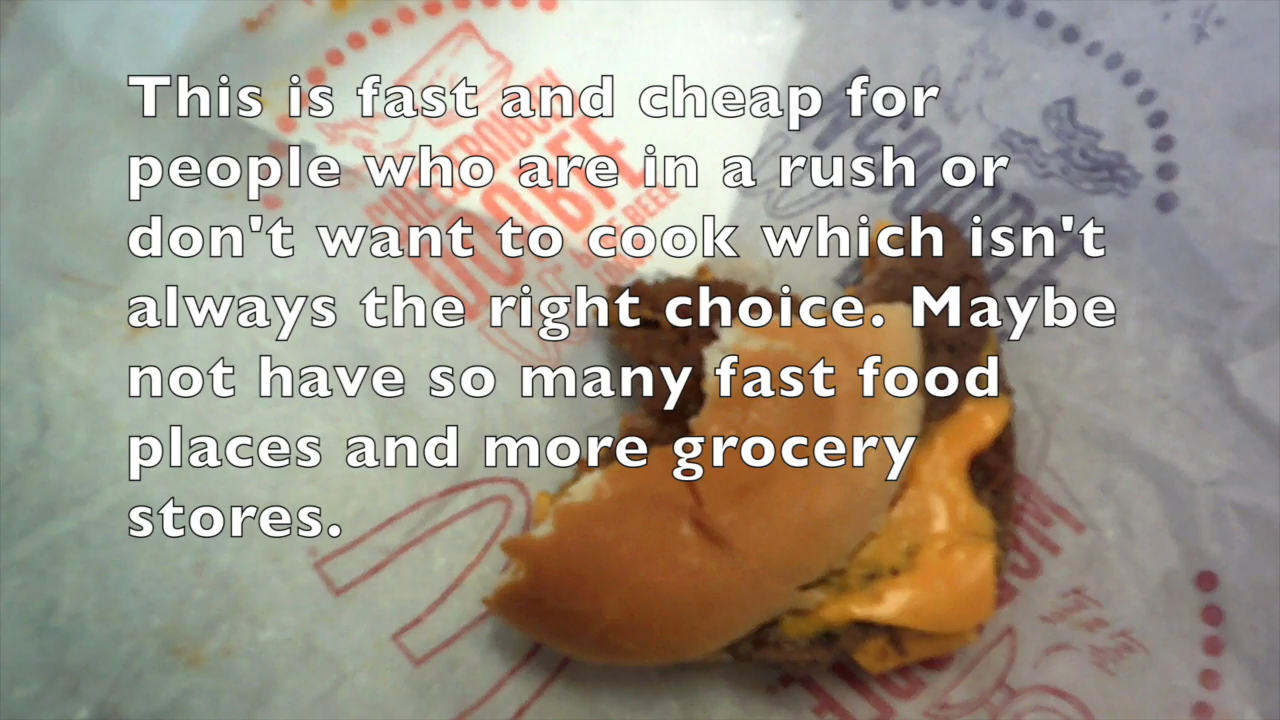 This is fast and cheap for
people who are in a rush or
don't want to cook which isn't
always the right choice. Maybe
not have so many fast food
places and more grocery
stores.